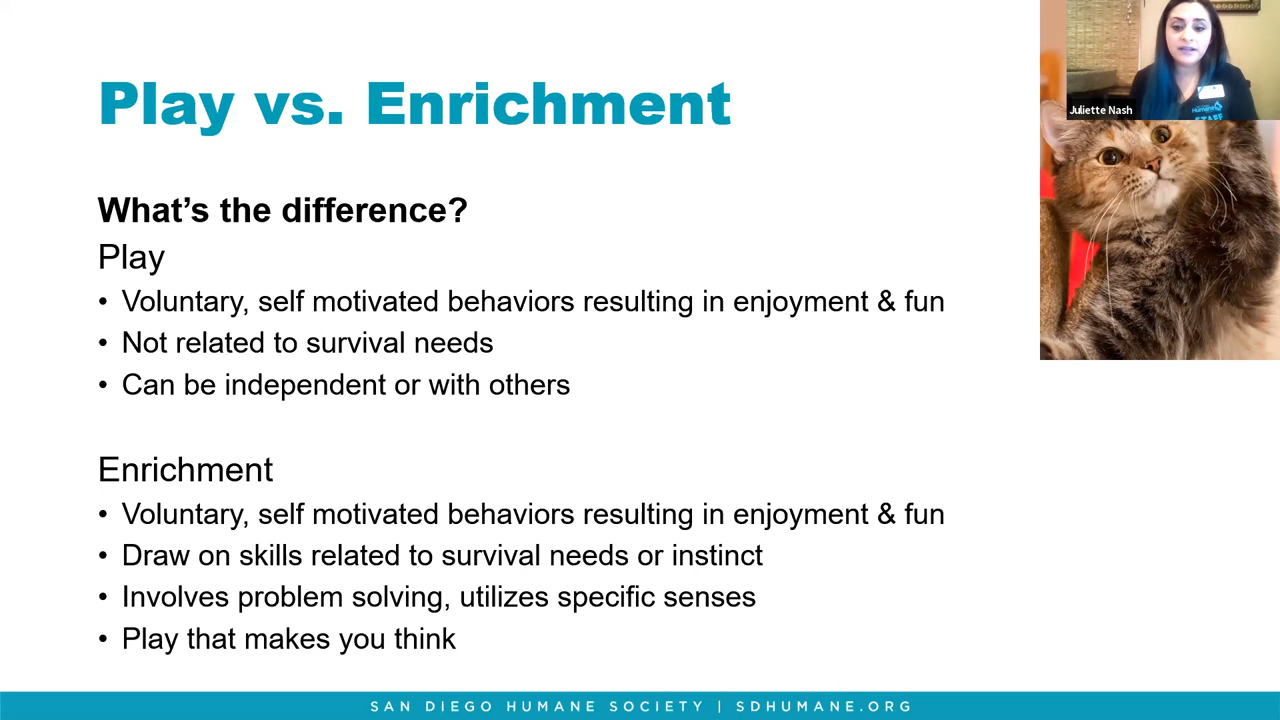 Play vs. Enrichment
What's the difference?
Play
• Voluntary, self motivated behaviors resulting in enjoyment & fun
• Not related to survival needs
• Can be independent or with others
Enrichment
• Voluntary, self motivated behaviors resulting in enjoyment & fun
• Draw on skills related to survival needs or instinct
• Involves problem solving, utilizes specific senses
• Play that makes you think
Juliette Nash
Humane
STAFF
SAN DIEGO HUMANE SOCIETY | SDHUMANE.ORG